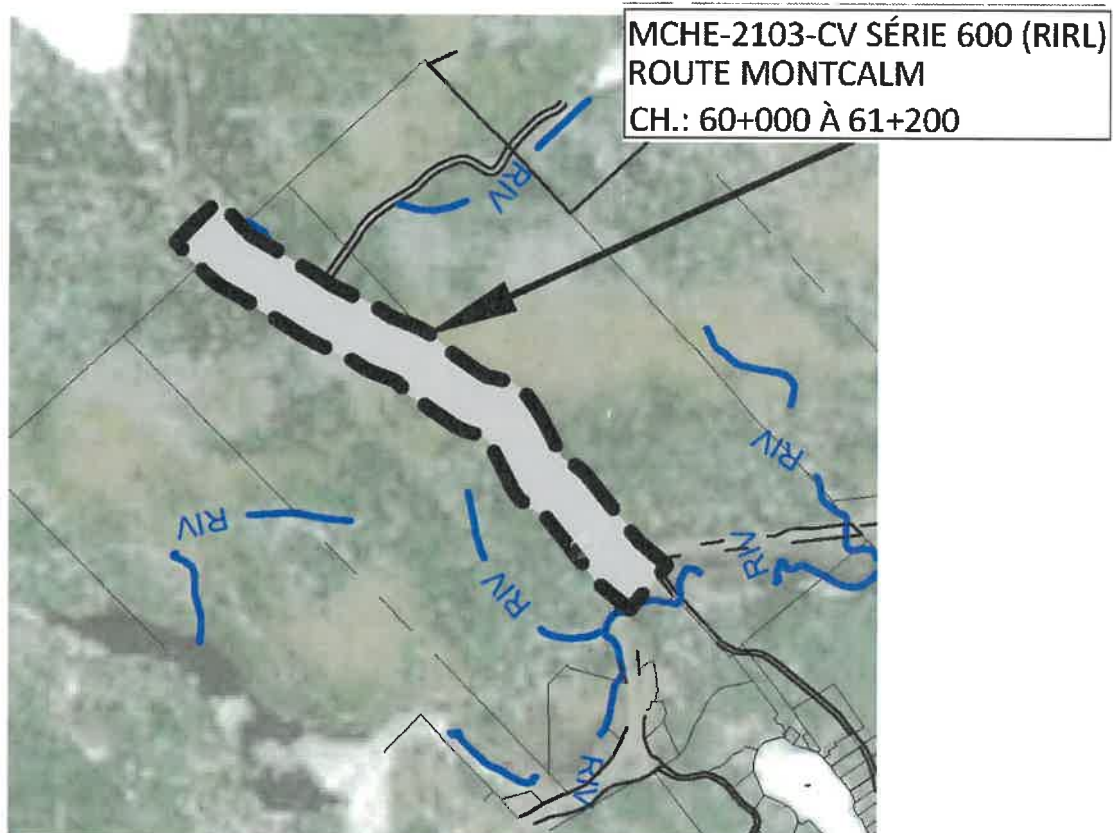 MCHE-2103-CV SÉRIE 600 (RIRL)
ROUTE MONTCALM
CH.: 60+000 À 61+200
RIV
RIV
RIV
RIV
RIV
RIV